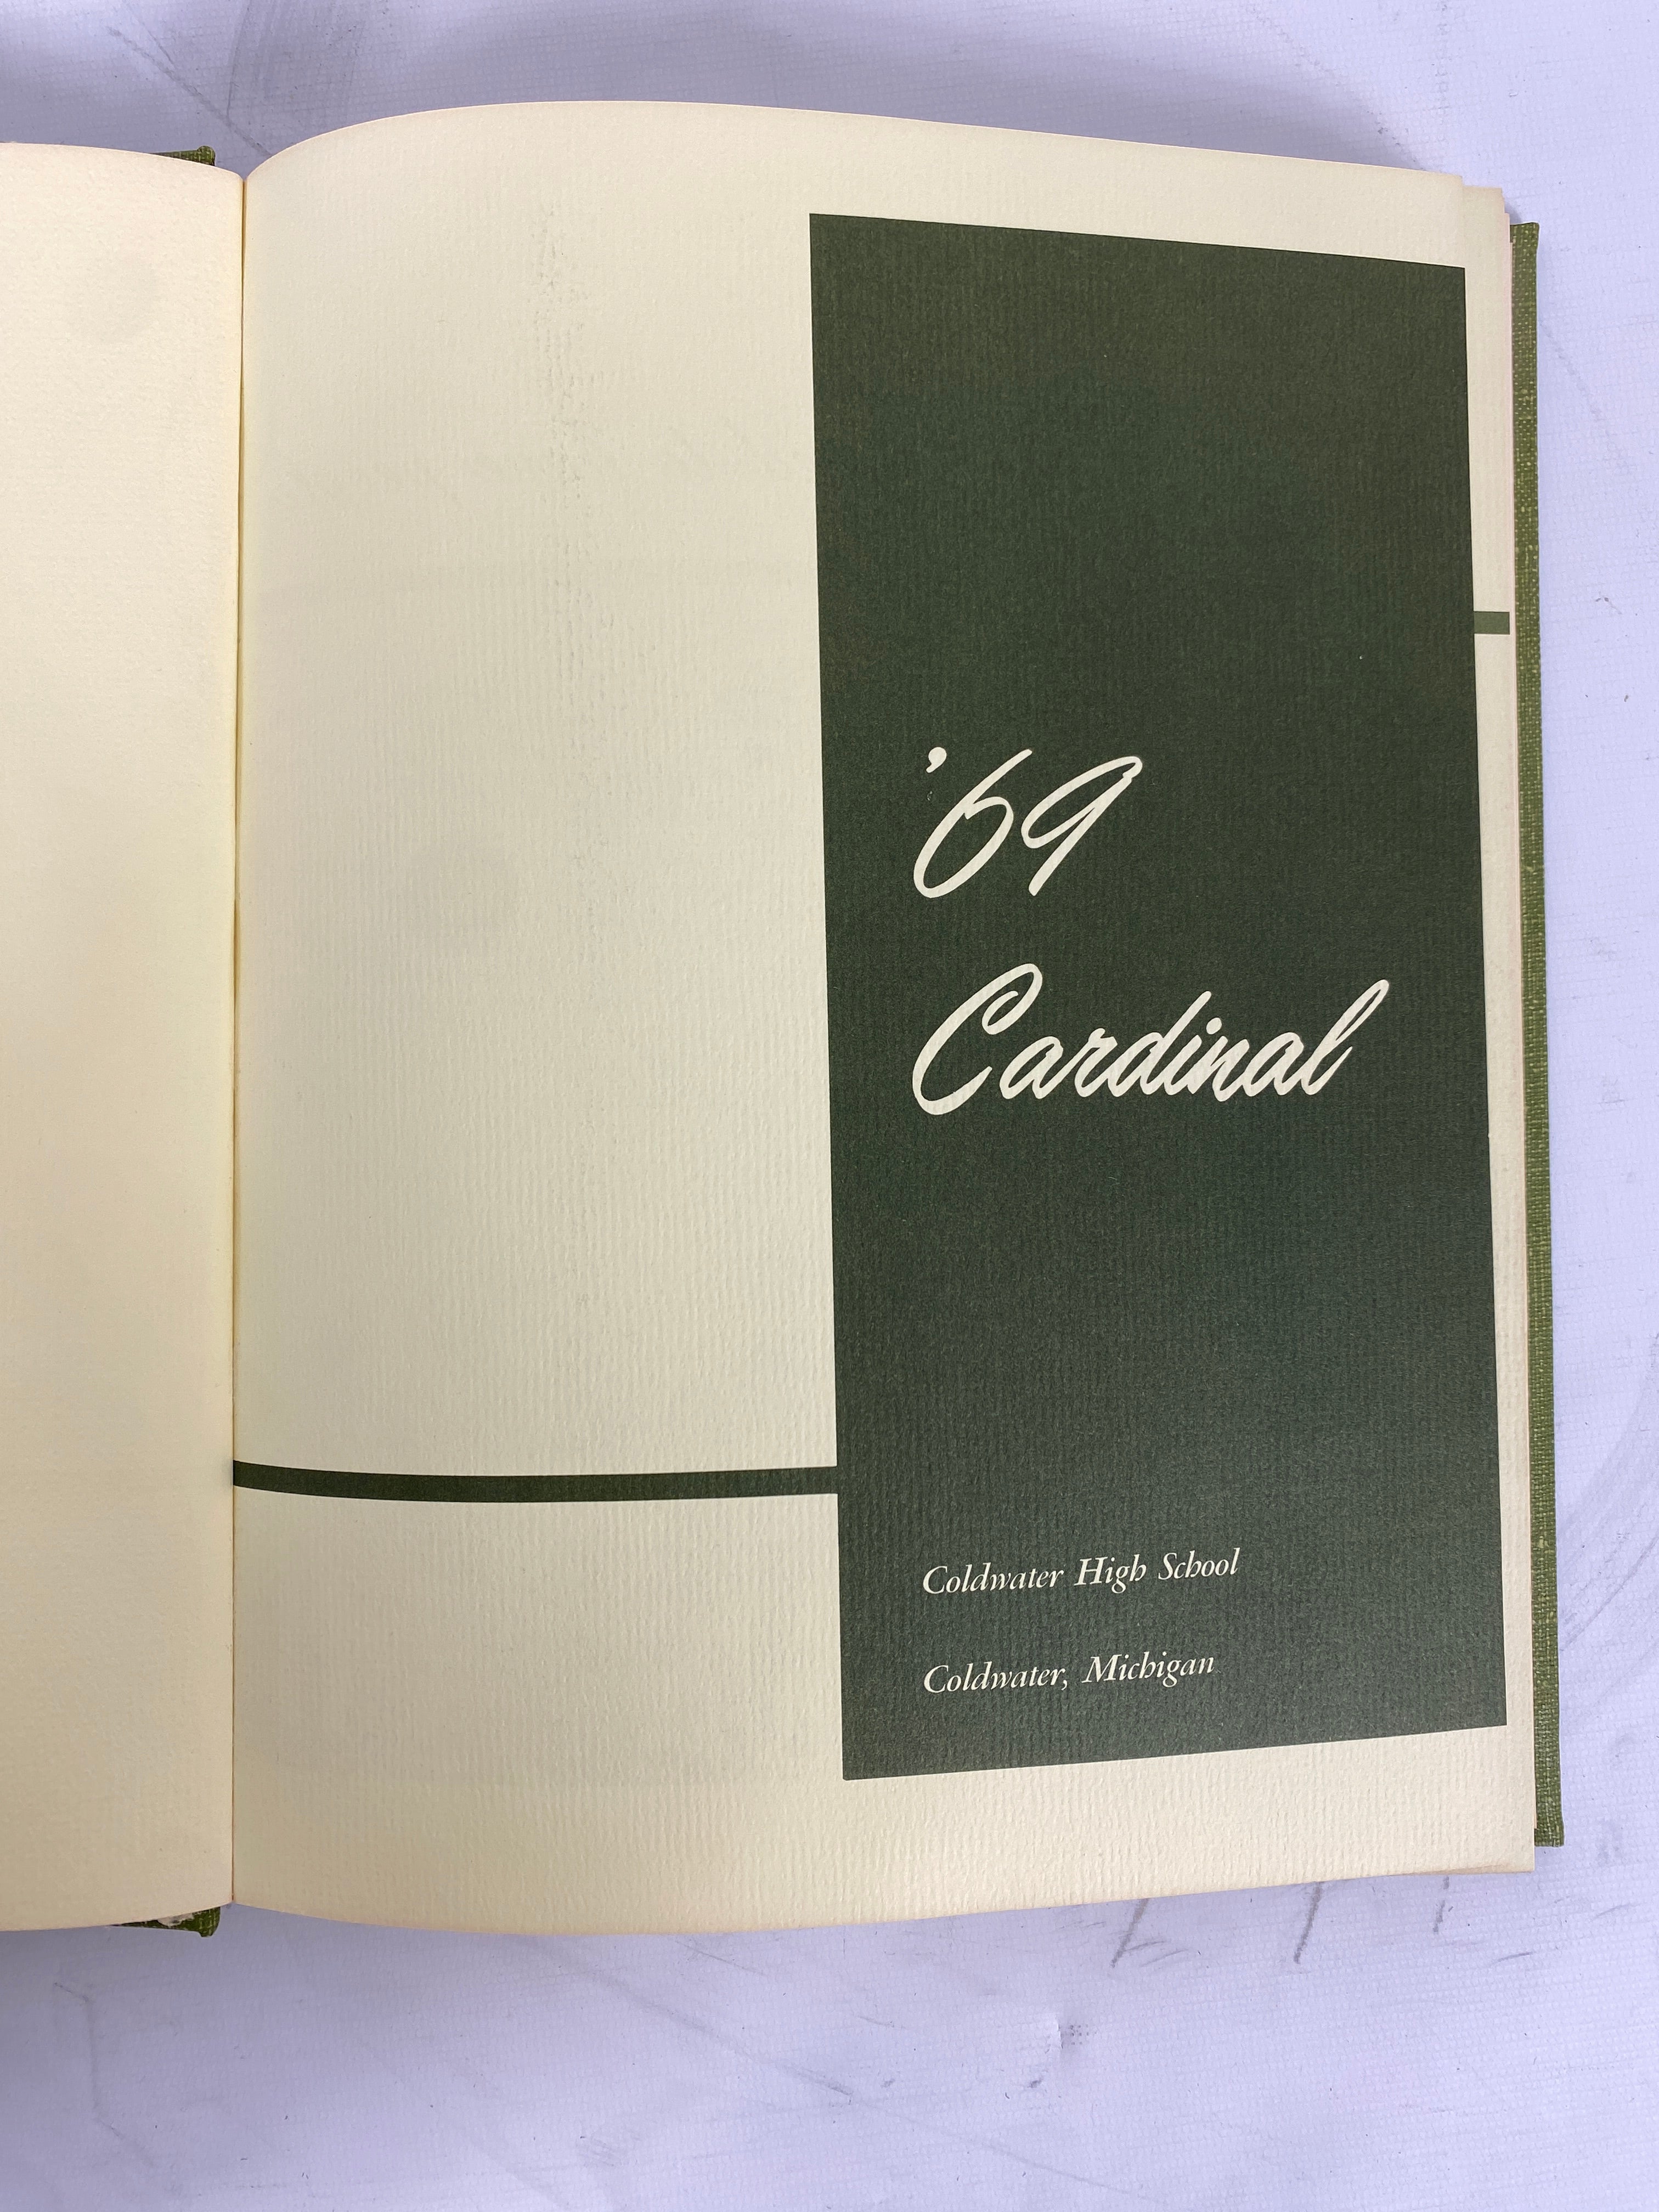 '69
Cardinal
Coldwater High School
Coldwater, Michigan